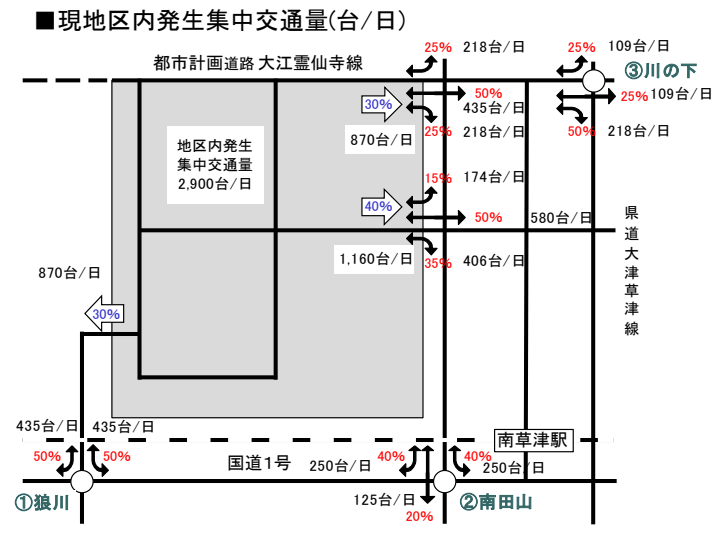 ■現地区内発生集中交通量(台/日)
25%
218台/日
25%
109台/日
都市計画道路 大江霊仙寺線
③川の下
50%
435台/日
25%
109台/日
30%
870台/日
25%
218台/日
50%
218台/日
地区内発生
集中交通量
2,900台/日
15%
174台/日
40%
50%
580台/日
県道大津草津線
1,160台/日
35%
406台/日
870台/日
30%
435台/日
435台/日
南草津駅
50%
50%
国道1号
250台/日
40%
40%
250台/日
①狼川
125台/日
20%
②南田山